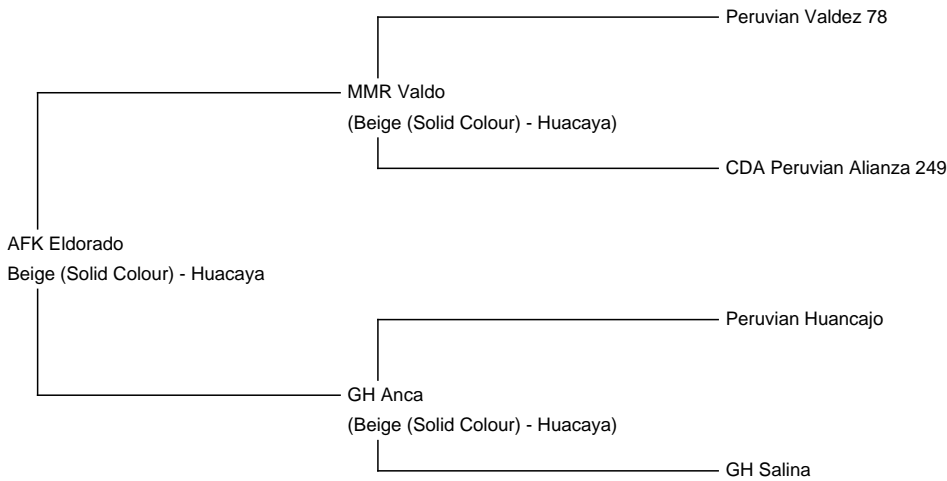 Peruvian Valdez 78
MMR Valdo
(Beige (Solid Colour) - Huacaya)
CDA Peruvian Alianza 249
AFK Eldorado
Beige (Solid Colour) - Huacaya
Peruvian Huancajo
GH Anca
(Beige (Solid Colour) - Huacaya)
GH Salina